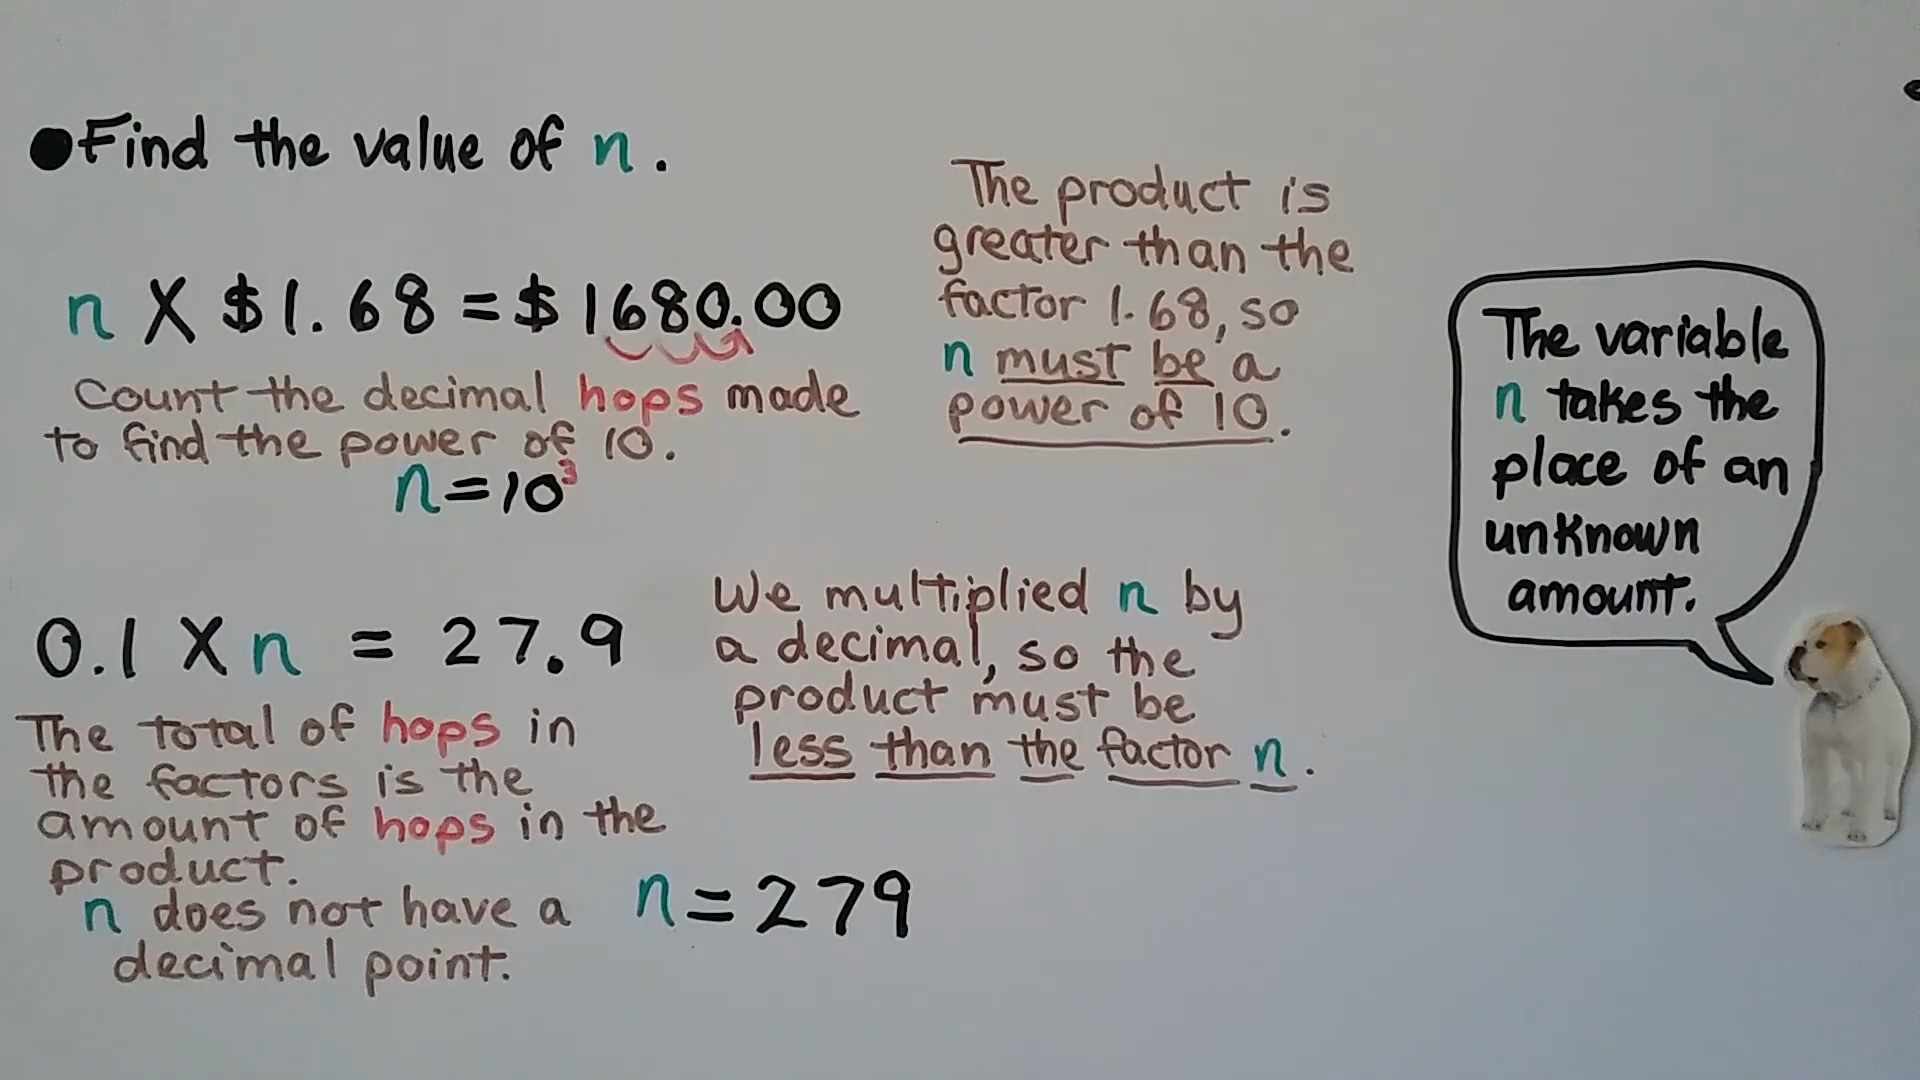 ●Find the value of n.
n X $1.68 = $1680.00
Count the decimal hops made
to find the power of 10.
n=10³
The product is
greater than the
factor 1.68, so
n must be a
power of 10.
0.1 X n = 27.9
The total of hops in
the factors is the
amount of hops in the
product.
n does not have a
decimal point.
n=279
We multiplied n by
a decimal, so the
product must be
less than the factor n.
The variable
n takes the
place of an
unknown
amount.